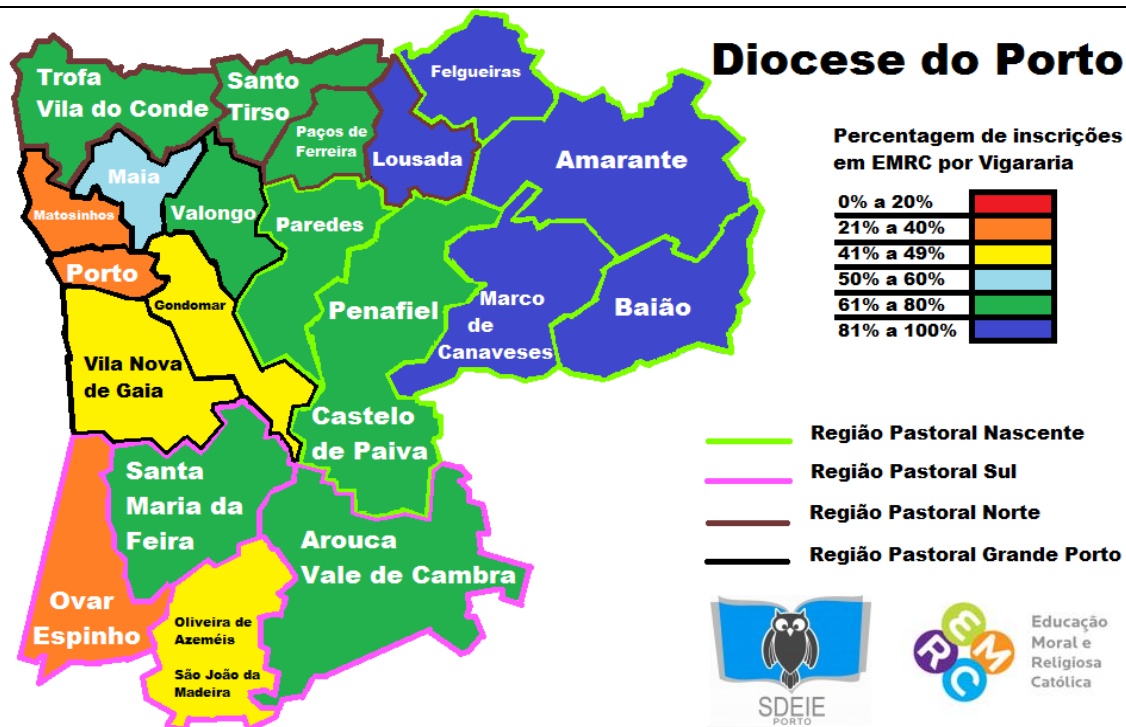 Diocese do Porto
Trofa
Vila do Conde
Santo
Tirso
Felgueiras
Paços de
Ferreira
Lousada
Amarante
Maia
Matosinhos
Valongo
Paredes
Porto
Gondomar
Penafiel
Marco
de
Canaveses
Baião
Vila Nova
de Gaia
Castelo
de Paiva
Santa
Maria da
Feira
Arouca
Vale de Cambra
Ovar
Espinho
Oliveira de
Azeméis
São João da
Madeira
Percentagem de inscrições
em EMRC por Vigararia
0% a 20%
21% a 40%
41% a 49%
50% a 60%
61% a 80%
81% a 100%
Região Pastoral Nascente
Região Pastoral Sul
Região Pastoral Norte
Região Pastoral Grande Porto
SDEIE
PORTO
EMRC
Educação
Moral e
Religiosa
Católica